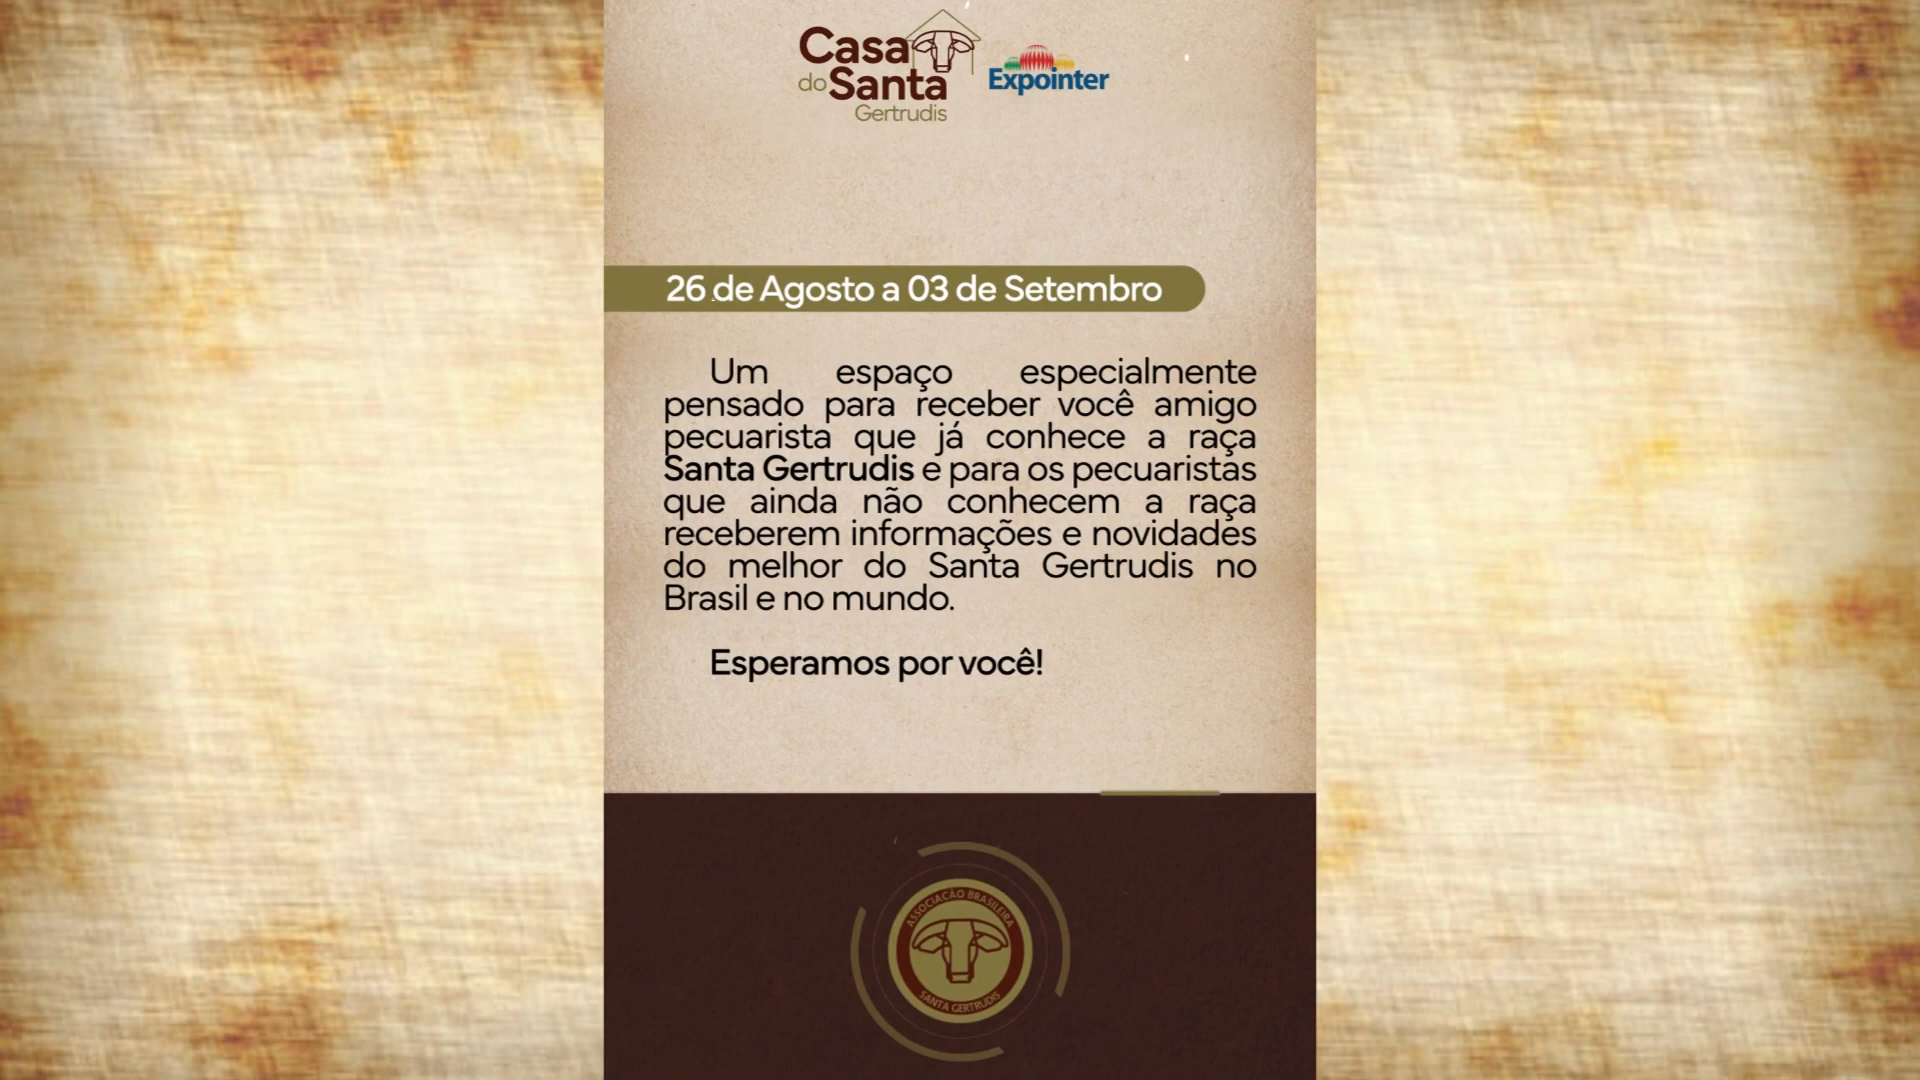 Casa
do Santa
Gertrudis
Expointer
26 de Agosto a 03 de Setembro
Um espaço especialmente
pensado para receber você amigo
pecuarista que já conhece a raça
Santa Gertrudis e para os pecuaristas
que ainda não conhecem a raça
receberem informações e novidades
do melhor do Santa Gertrudis no
Brasil e no mundo.
Esperamos por você!
ASSOCIAÇÃO BRASILEIRA
SANTA GERTRUDIS